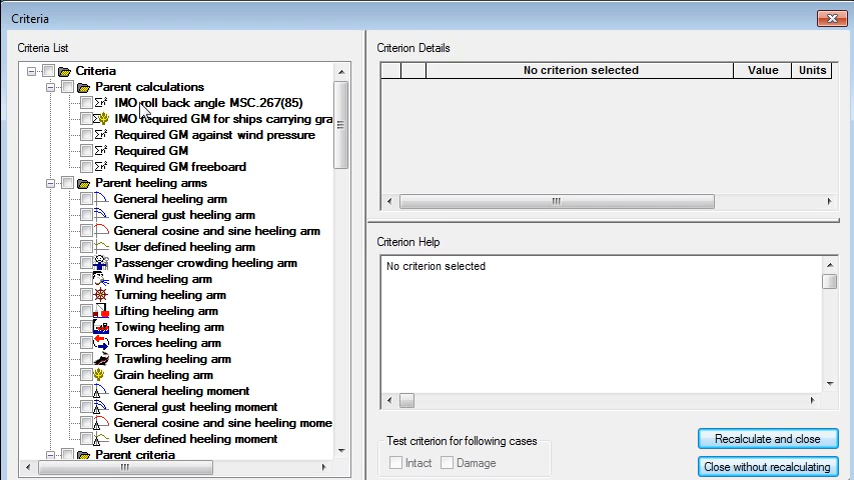 Criteria
Criteria List
Criteria
Parent calculations
IMO roll back angle MSC.267(85)
IMO required GM for ships carrying gra
Required GM against wind pressure
Required GM
Required GM freeboard
Parent heeling arms
General heeling arm
General gust heeling arm
General cosine and sine heeling arm
User defined heeling arm
Passenger crowding heeling arm
Wind heeling arm
Turning heeling arm
Lifting heeling arm
Towing heeling arm
Forces heeling arm
Trawling heeling arm
Grain heeling arm
General heeling moment
General gust heeling moment
General cosine and sine heeling mome
User defined heeling moment
Parent criteria
Criterion Details
No criterion selected Value Units
Criterion Help
No criterion selected
Test criterion for following cases
Intact Damage
Recalculate and close
Close without recalculating